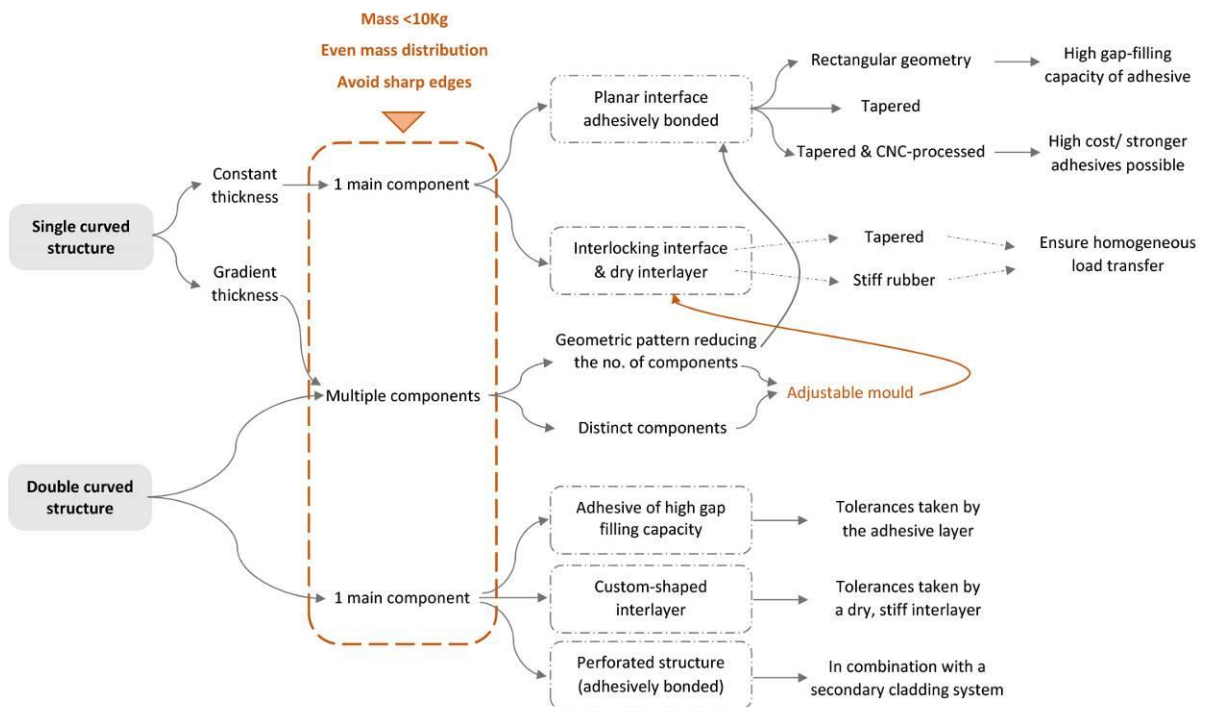 Mass <10Kg
Even mass distribution
Avoid sharp edges
Single curved
structure
Constant
thickness
Gradient
thickness
1 main component
Planar interface
adhesively bonded
Rectangular geometry
High gap-filling
capacity of adhesive
Tapered
Tapered & CNC-processed
High cost/ stronger
adhesives possible
Interlocking interface
& dry interlayer
Tapered
Stiff rubber
Ensure homogeneous
load transfer
Multiple components
Geometric pattern reducing
the no. of components
Distinct components
Adjustable mould
Double curved
structure
1 main component
Adhesive of high gap
filling capacity
Tolerances taken by
the adhesive layer
Custom-shaped
interlayer
Tolerances taken by
a dry, stiff interlayer
Perforated structure
(adhesively bonded)
In combination with a
secondary cladding system